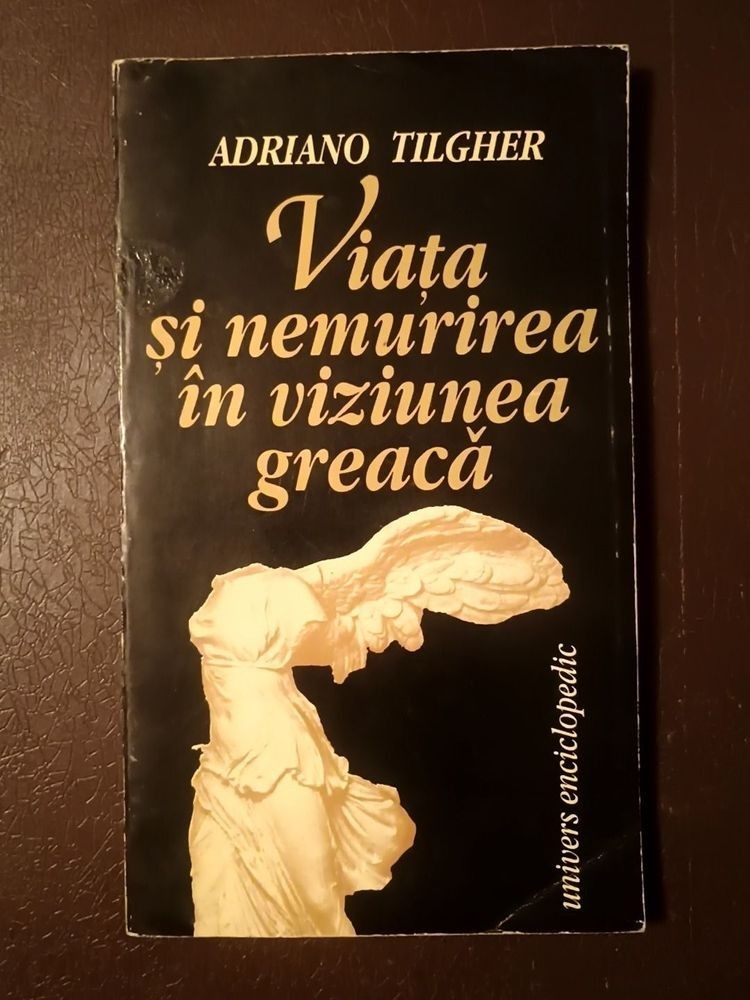 ADRIANO TILGHER
Viața
și nemurirea
în viziunea
greacă
univers enciclopedic